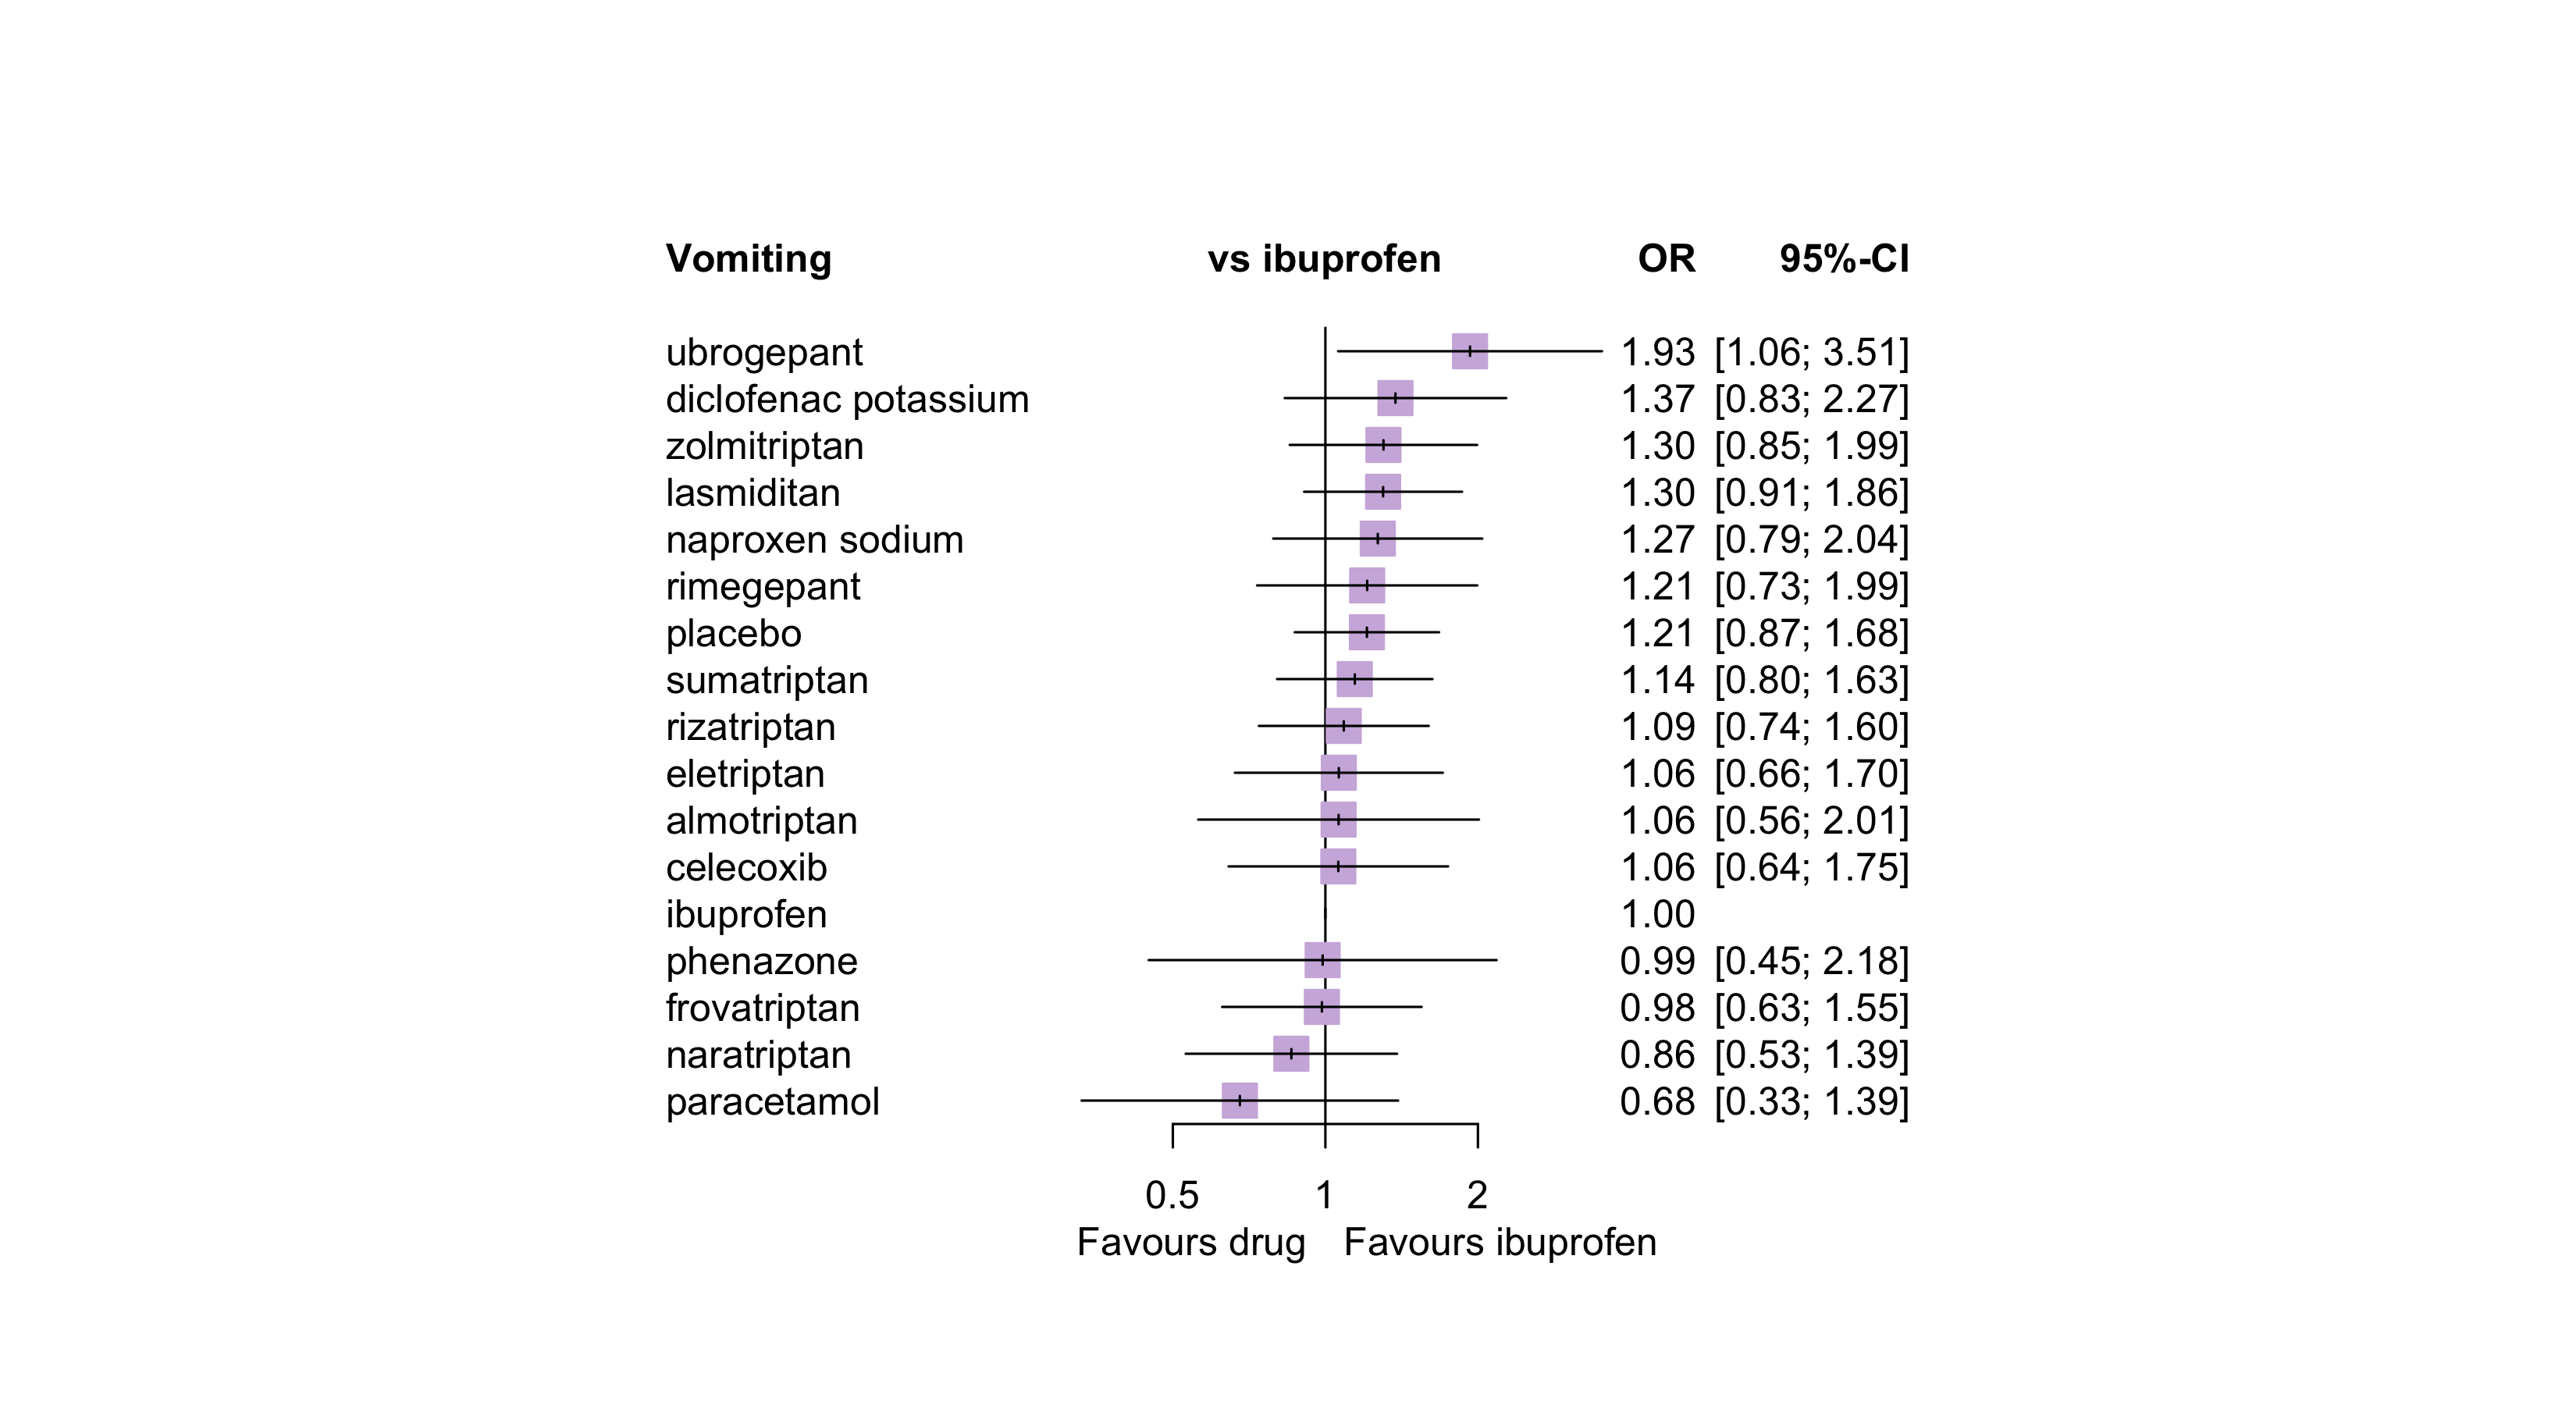 Vomiting vs ibuprofen OR 95%-CI
ubrogepant 1.93 [1.06; 3.51]
diclofenac potassium 1.37 [0.83; 2.27]
zolmitriptan 1.30 [0.85; 1.99]
lasmiditan 1.30 [0.91; 1.86]
naproxen sodium 1.27 [0.79; 2.04]
rimegepant 1.21 [0.73; 1.99]
placebo 1.21 [0.87; 1.68]
sumatriptan 1.14 [0.80; 1.63]
rizatriptan 1.09 [0.74; 1.60]
eletriptan 1.06 [0.66; 1.70]
almotriptan 1.06 [0.56; 2.01]
celecoxib 1.06 [0.64; 1.75]
ibuprofen 1.00
phenazone 0.99 [0.45; 2.18]
frovatriptan 0.98 [0.63; 1.55]
naratriptan 0.86 [0.53; 1.39]
paracetamol 0.68 [0.33; 1.39]
0.5 1 2
Favours drug Favours ibuprofen